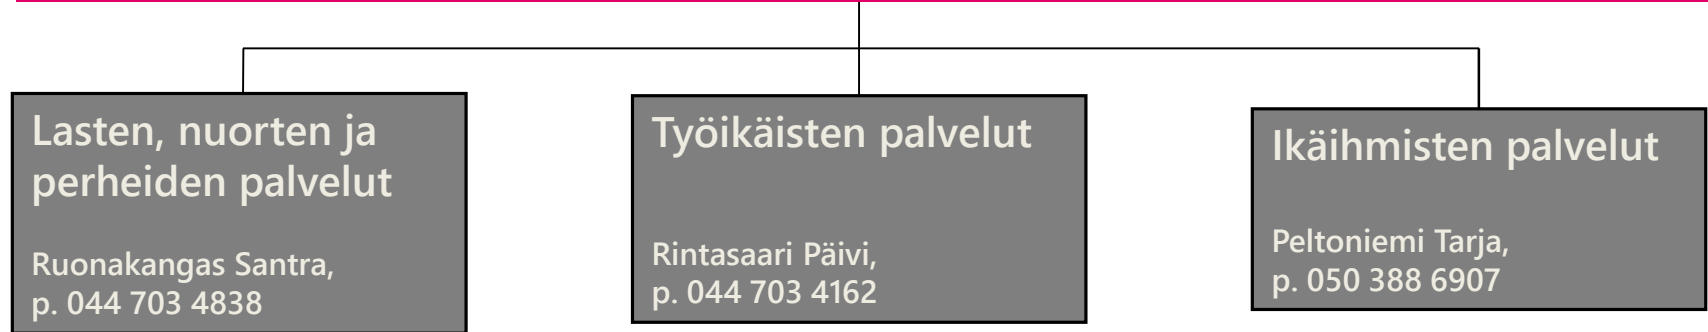 Lasten, nuorten ja
perheiden palvelut
Ruonakangas Santra,
p. 044 703 4838
Työikäisten palvelut
Rintasaari Päivi,
p. 044 703 4162
Ikäihmisten palvelut
Peltoniemi Tarja,
p. 050 388 6907